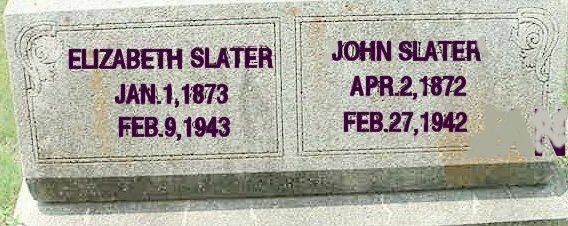 ELIZABETH SLATER
JAN.1,1873
FEB.9,1943
JOHN SLATER
APR.2,1872
FEB.27,1942